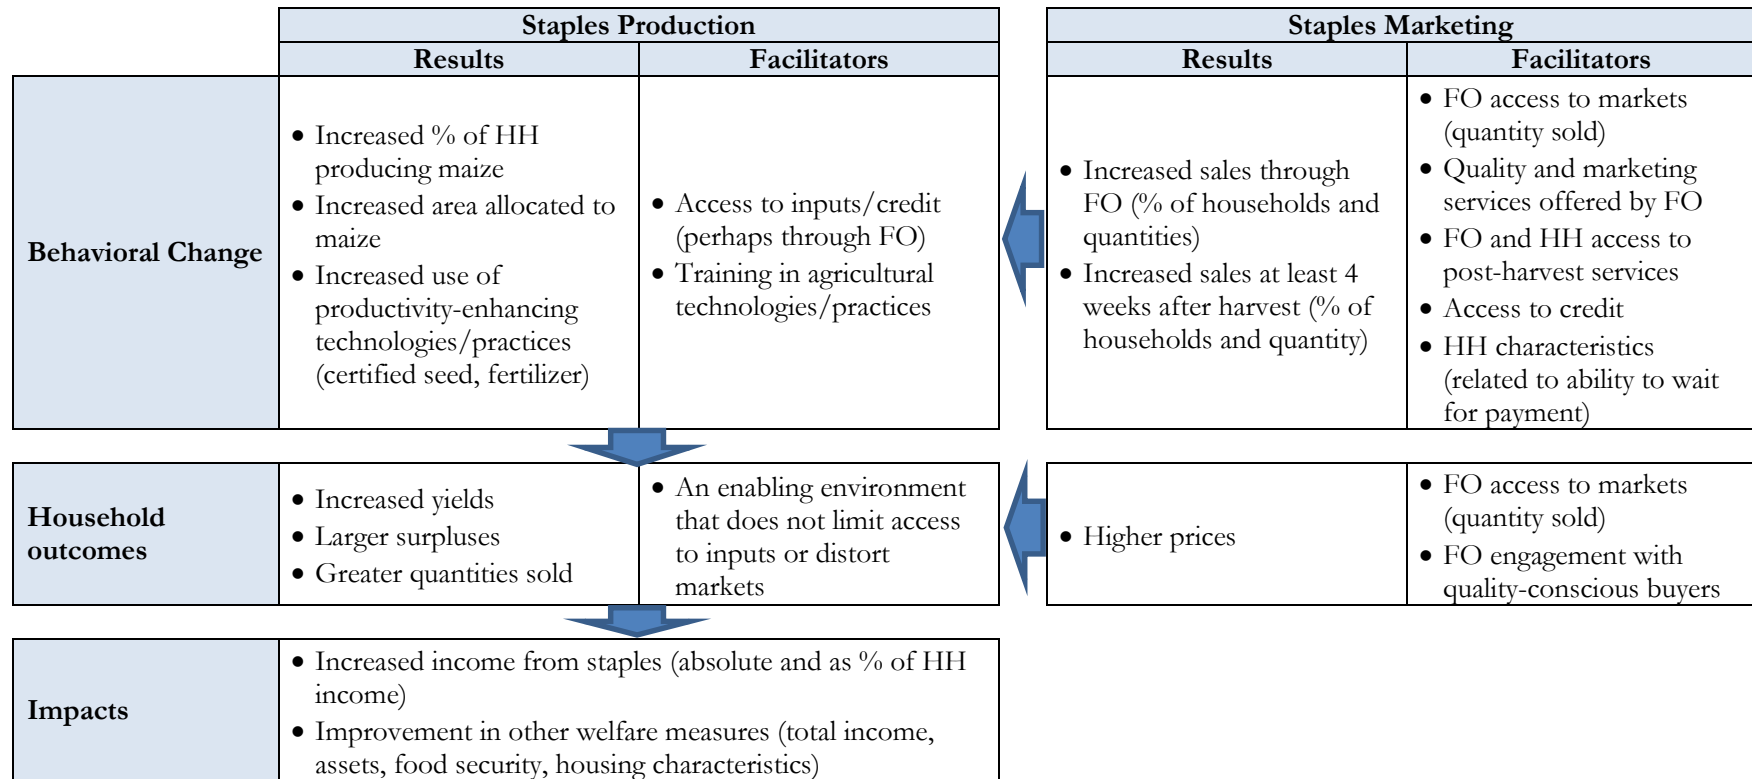 Staples Production
Staples Marketing
Results
Facilitators
Results
Facilitators
Behavioral Change
• Increased % of HH
producing maize
• Increased area allocated to
maize
• Increased use of
productivity-enhancing
technologies/practices
(certified seed, fertilizer)
• Access to inputs/credit
(perhaps through FO)
• Training in agricultural
technologies/practices
• Increased sales through
FO (% of households and
quantities)
• Increased sales at least 4
weeks after harvest (% of
households and quantity)
• FO access to markets
(quantity sold)
• Quality and marketing
services offered by FO
• FO and HH access to
post-harvest services
• Access to credit
• HH characteristics
(related to ability to wait
for payment)
Household
outcomes
• Increased yields
• Larger surpluses
• Greater quantities sold
• An enabling environment
that does not limit access
to inputs or distort
markets
• Higher prices
• FO access to markets
(quantity sold)
• FO engagement with
quality-conscious buyers
Impacts
• Increased income from staples (absolute and as % of HH
income)
• Improvement in other welfare measures (total income,
assets, food security, housing characteristics)